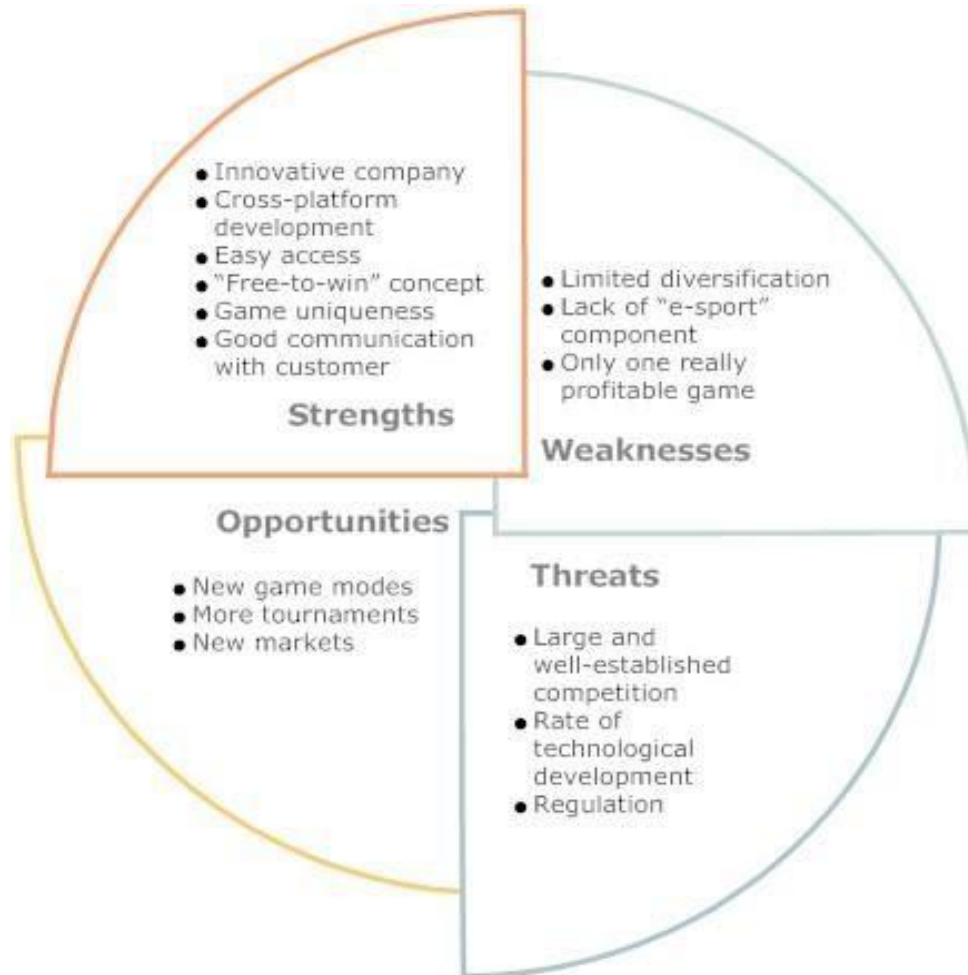 ● Innovative company
● Cross-platform
development
● Easy access
● “Free-to-win” concept
● Game uniqueness
● Good communication
with customer
Strengths
● Limited diversification
● Lack of “e-sport”
component
● Only one really
profitable game
Weaknesses
Opportunities
● New game modes
● More tournaments
● New markets
Threats
● Large and
well-established
competition
● Rate of
technological
development
● Regulation